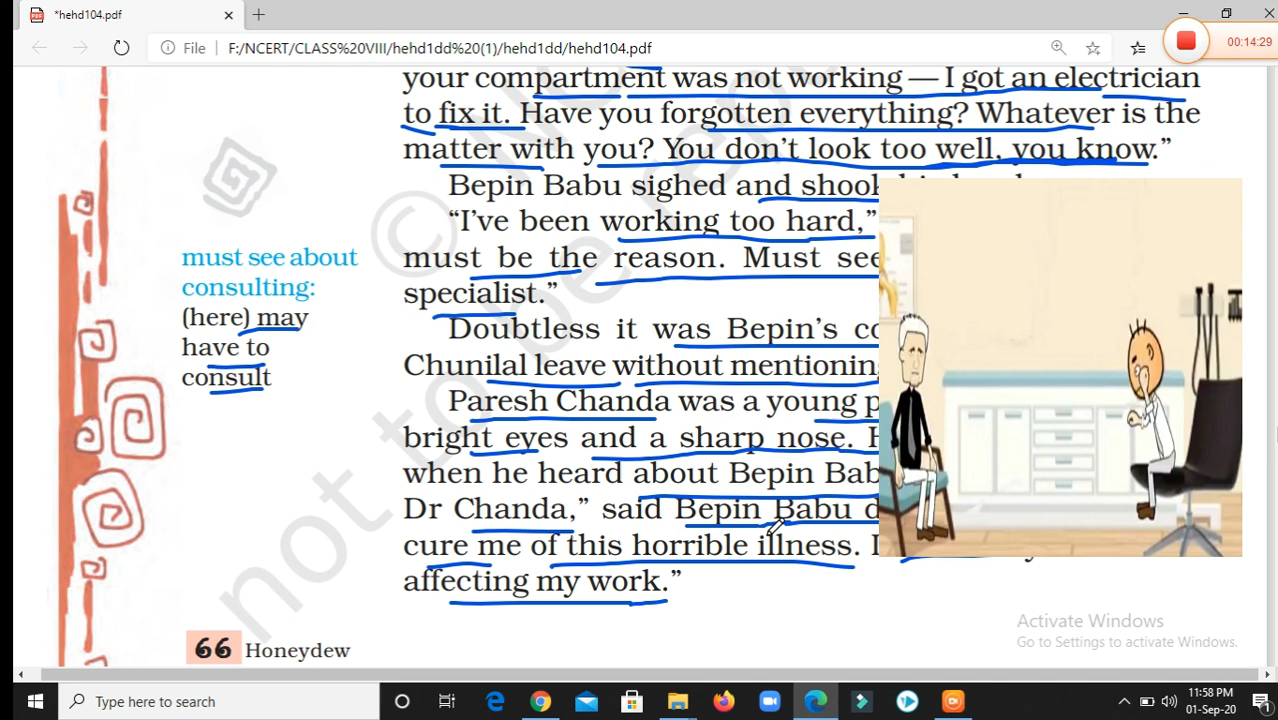 *hehd104.pdf
File F:/NCERT/CLASS%20VIII/hehd1dd%20(1)/hehd1dd/hehd104.pdf
00:14:29
your compartment was not working — I got an electrician
to fix it. Have you forgotten everything? Whatever is the
matter with you? You don't look too well, you know."
Bepin Babu sighed and shook
"I've been working too hard,"
must be the reason. Must see
specialist."
Doubtless it was Bepin's
Chunilal leave without
Paresh Chanda was a young
bright eyes and a sharp nose.
when he heard about Bepin
Dr Chanda," said Bepin Babu
cure me of this horrible illness.
affecting my work."
must see about
consulting:
(here) may
have to
consult
© 
not to be
66 Honeydew
Activate Windows
Go to Settings to activate Windows.
Type here to search
11:58 PM
01-Sep-20
1